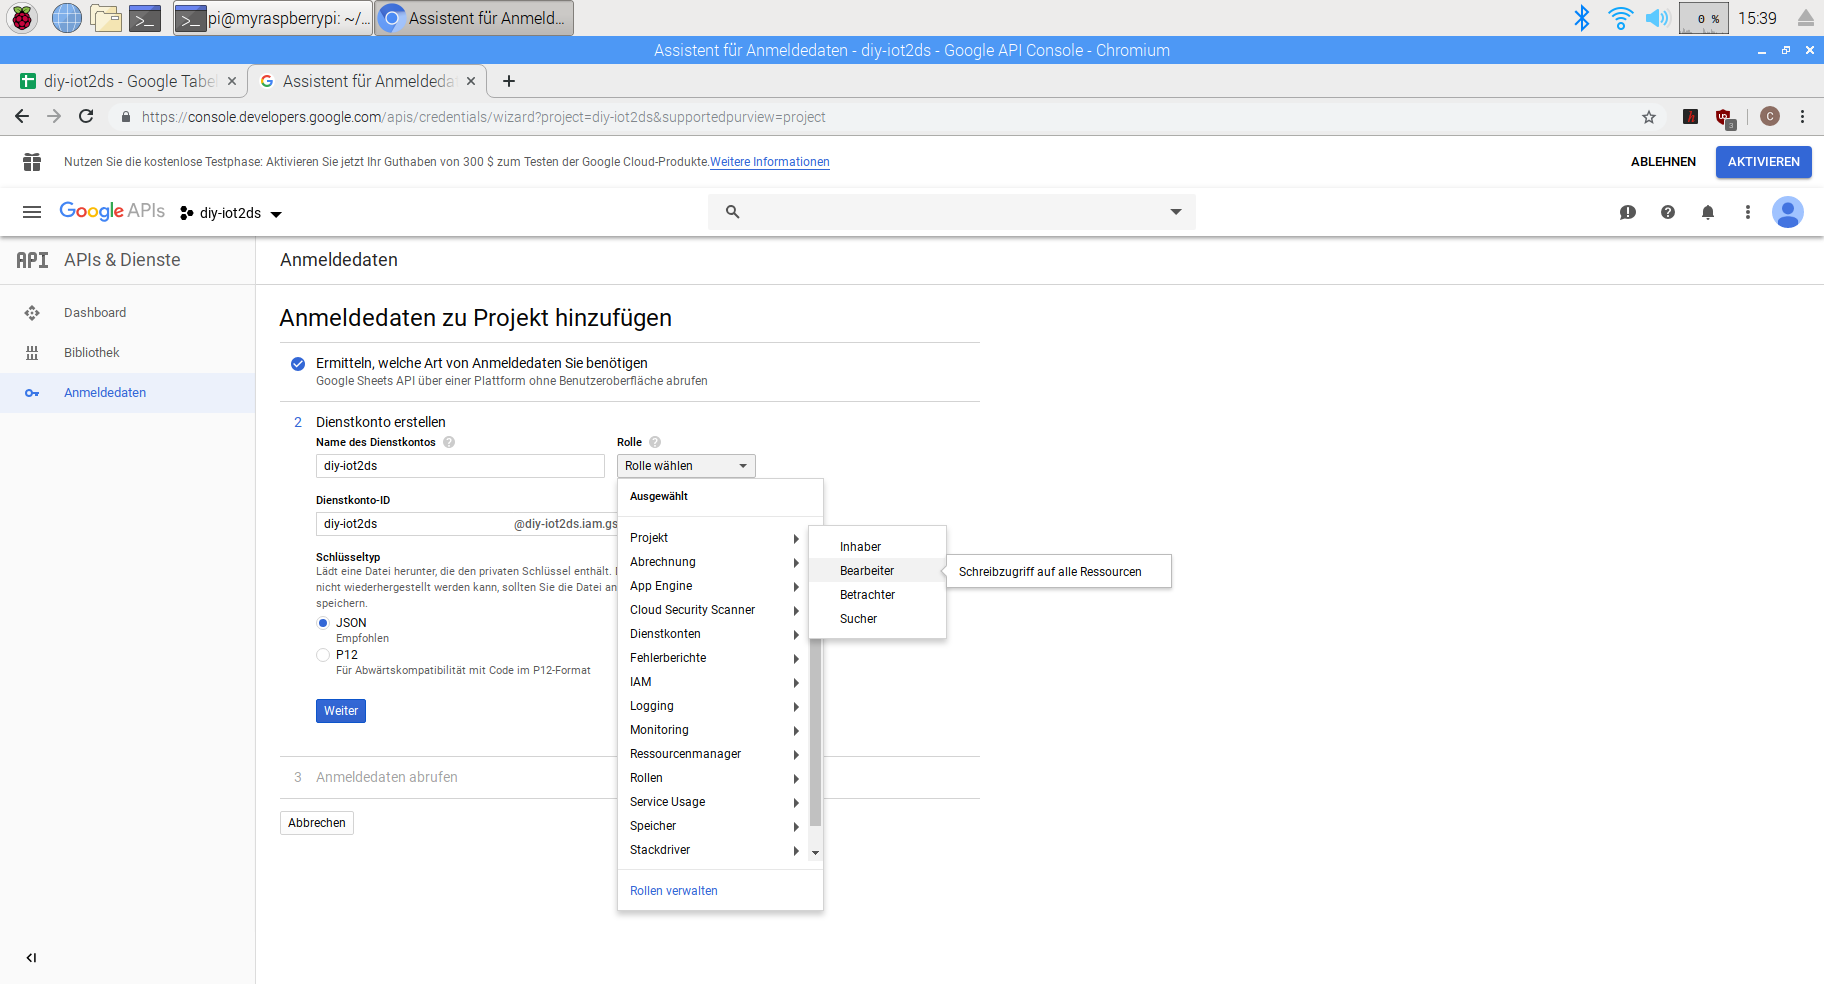 pi@myraspberrypi: ~/...
Assistent für Anmeld...
0 %
15:39
Assistent für Anmeldedaten - diy-iot2ds - Google API Console - Chromium
diy-iot2ds - Google Tabel
Assistent für Anmeldeda
https://console.developers.google.com/apis/credentials/wizard?project=diy-iot2ds&supportedpurview=project
3
C
Nutzen Sie die kostenlose Testphase: Aktivieren Sie jetzt Ihr Guthaben von 300 $ zum Testen der Google Cloud-Produkte.Weitere Informationen
ABLEHNEN
AKTIVIEREN
Google APIs
diy-iot2ds
API
APIs & Dienste
Anmeldedaten
Dashboard
Bibliothek
Anmeldedaten
Anmeldedaten zu Projekt hinzufügen
Ermitteln, welche Art von Anmeldedaten Sie benötigen
Google Sheets API über einer Plattform ohne Benutzeroberfläche abrufen
2 Dienstkonto erstellen
Name des Dienstkontos
diy-iot2ds
Rolle
Rolle wählen
Dienstkonto-ID
diy-iot2ds
@diy-iot2ds.iam.gs
Schlüsseltyp
Lädt eine Datei herunter, die den privaten Schlüssel enthält.
nicht wiederhergestellt werden kann, sollten Sie die Datei an
speichern.
JSON
Empfohlen
P12
Für Abwärtskompatibilität mit Code im P12-Format
Weiter
3 Anmeldedaten abrufen
Abbrechen
Ausgewählt
Projekt
Abrechnung
App Engine
Cloud Security Scanner
Dienstkonten
Fehlerberichte
IAM
Logging
Monitoring
Ressourcenmanager
Rollen
Service Usage
Speicher
Stackdriver
Rollen verwalten
Inhaber
Bearbeiter
Betrachter
Sucher
Schreibzugriff auf alle Ressourcen